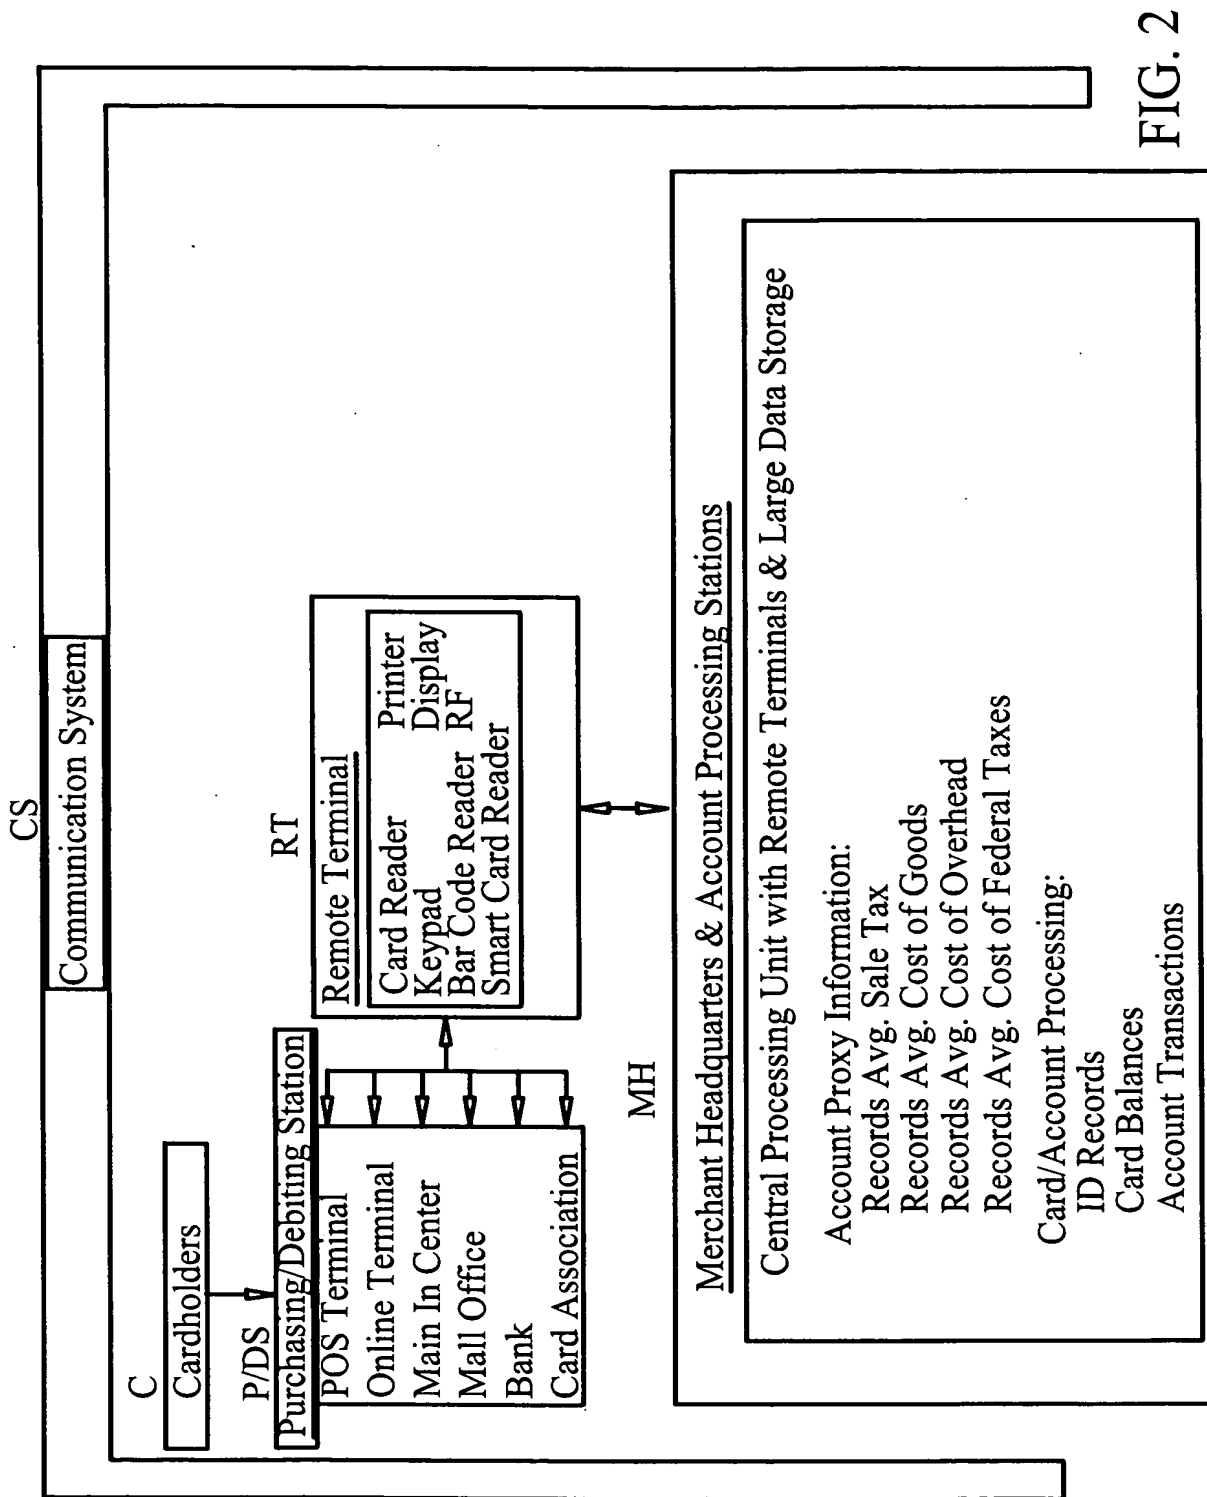 CS
Communication System
C
Cardholders
P/DS
Purchasing/Debiting Station
POS Terminal
Online Terminal
Main In Center
Mall Office
Bank
Card Association
RT
Remote Terminal
Card Reader Printer
Keypad Display
Bar Code Reader RF
Smart Card Reader
MH
Merchant Headquarters & Account Processing Stations
Central Processing Unit with Remote Terminals & Large Data Storage
Account Proxy Information:
Records Avg. Sale Tax
Records Avg. Cost of Goods
Records Avg. Cost of Overhead
Records Avg. Cost of Federal Taxes
Card/Account Processing:
ID Records
Card Balances
Account Transactions
FIG. 2